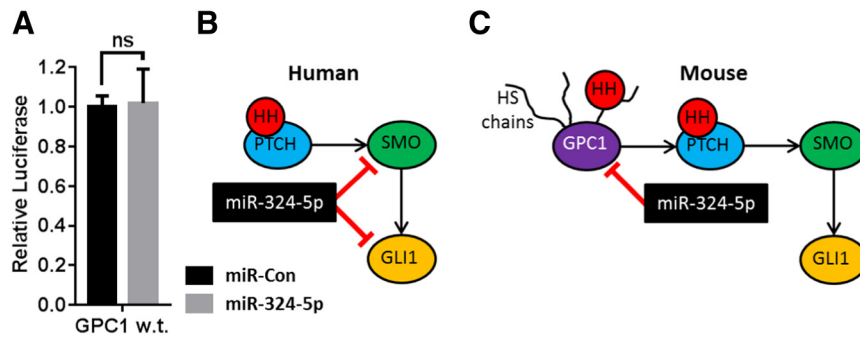 A
ns
Relative Luciferase
1.2
1.0
0.8
0.6
0.4
0.2
0.0
GPC1 w.t.
miR-Con
miR-324-5p
B
Human
HH
PTCH
SMO
miR-324-5p
GLI1
C
Mouse
HS
chains
HH
GPC1
HH
PTCH
SMO
miR-324-5p
GLI1